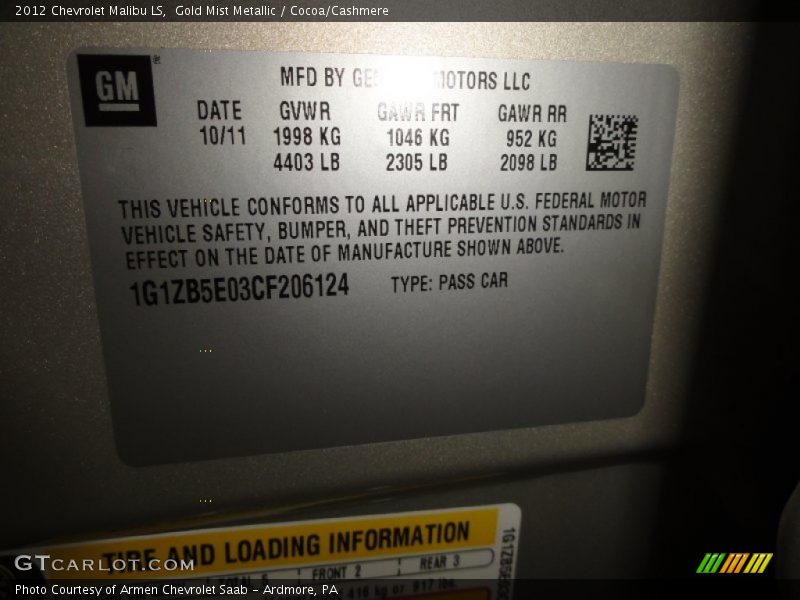 2012 Chevrolet Malibu LS,  Gold Mist Metallic / Cocoa/Cashmere
GM®
MFD BY MOTORS LLC
DATE GVWR GAWR FRT GAWR RR
10/11 1998 KG 1046 KG 952 KG
4403 LB 2305 LB 2098 LB
THIS VEHICLE CONFORMS TO ALL APPLICABLE U.S. FEDERAL MOTOR
VEHICLE SAFETY, BUMPER, AND THEFT PREVENTION STANDARDS IN
EFFECT ON THE DATE OF MANUFACTURE SHOWN ABOVE.
1G1ZB5E03CF206124 TYPE: PASS CAR
TIRE AND LOADING INFORMATION
FRONT 2 REAR 3
GTCARLOT.COM
Photo Courtesy of Armen Chevrolet Saab - Ardmore, PA